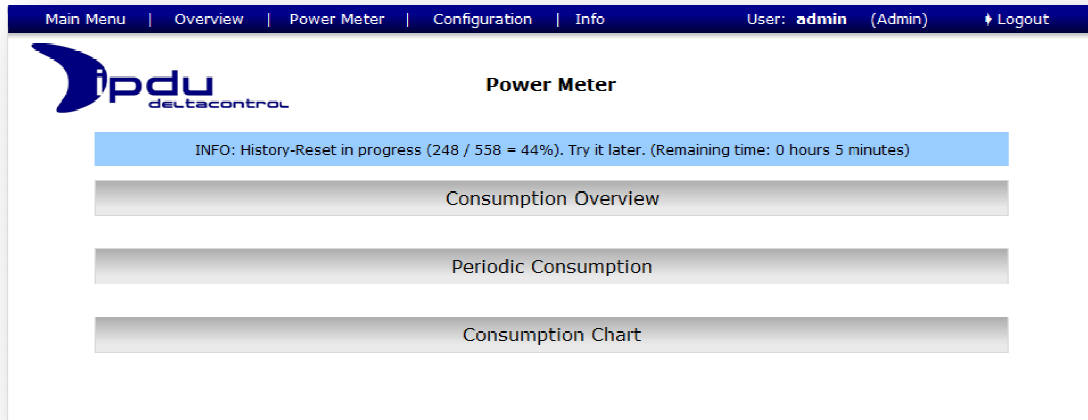 Main Menu | Overview | Power Meter | Configuration | Info User: admin (Admin) Logout
ipdu
deltacontrol
Power Meter
INFO: History-Reset in progress (248 / 558 = 44%). Try it later. (Remaining time: 0 hours 5 minutes)
Consumption Overview
Periodic Consumption
Consumption Chart